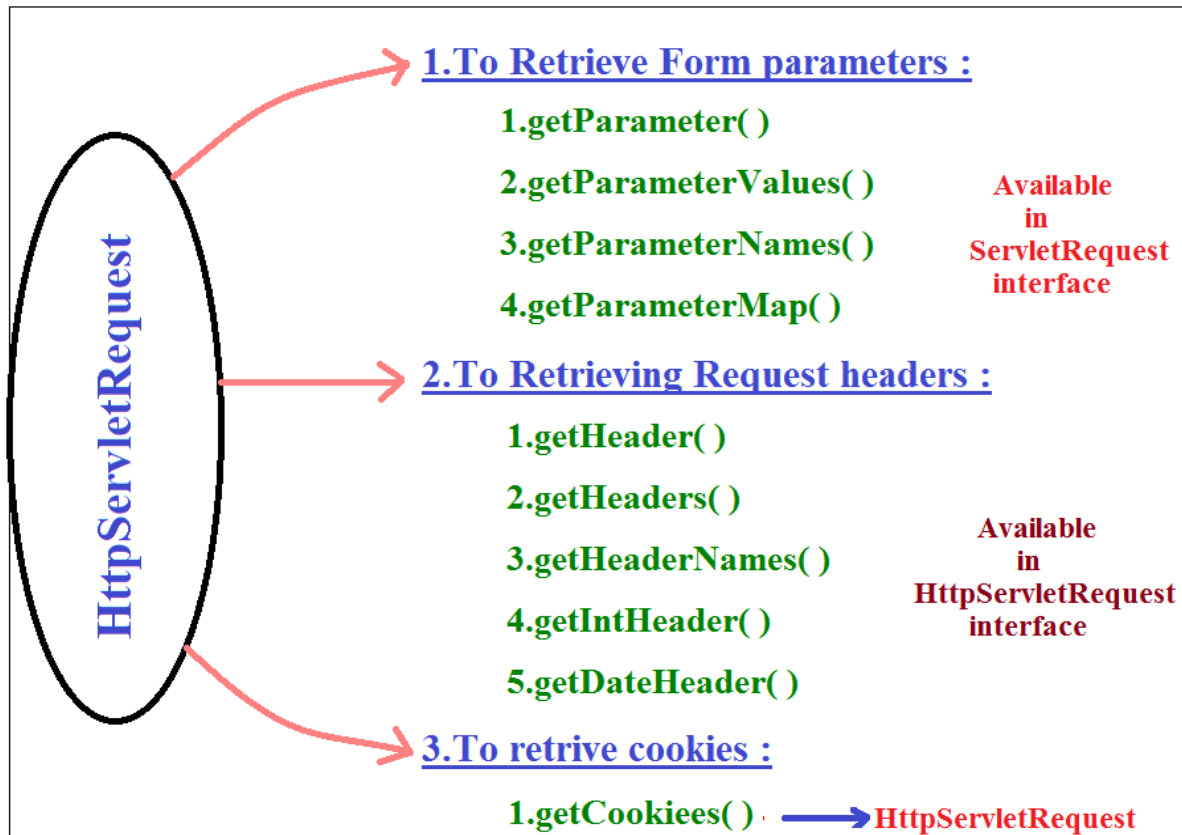 HttpServletRequest
1.To Retrieve Form parameters :
1.getParameter( )
2.getParameterValues( )
3.getParameterNames( )
4.getParameterMap( )
Available
in
ServletRequest
interface
2.To Retrieving Request headers :
1.getHeader( )
2.getHeaders( )
3.getHeaderNames( )
4.getIntHeader( )
5.getDateHeader( )
Available
in
HttpServletRequest
interface
3.To retrive cookies :
1.getCookiees( )
HttpServletRequest